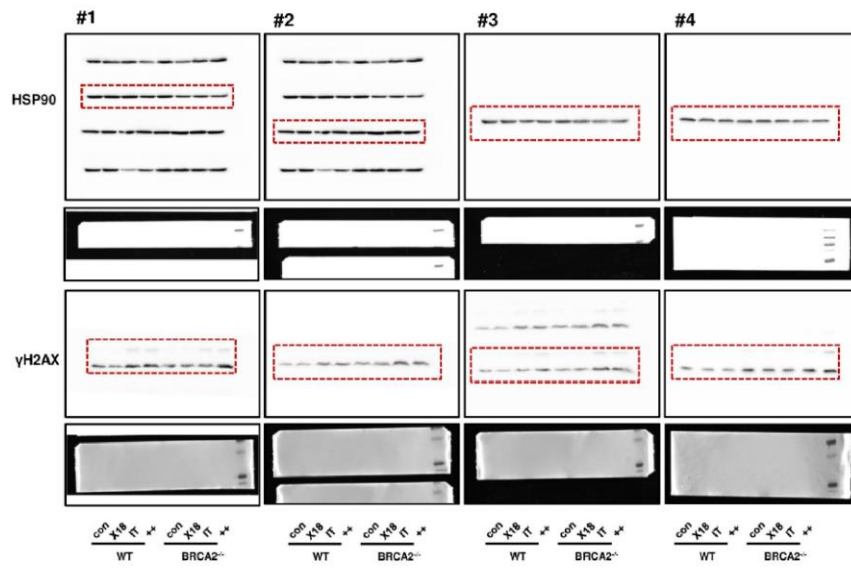 #1 #2 #3 #4
HSP90
γH2AX
con X18 IT ++ con X18 IT ++ con X18 IT ++ con X18 IT ++ con X18 IT ++ con X18 IT ++ con X18 IT ++ con X18 IT ++
WT BRCA2-/- WT BRCA2-/- WT BRCA2-/- WT BRCA2-/-